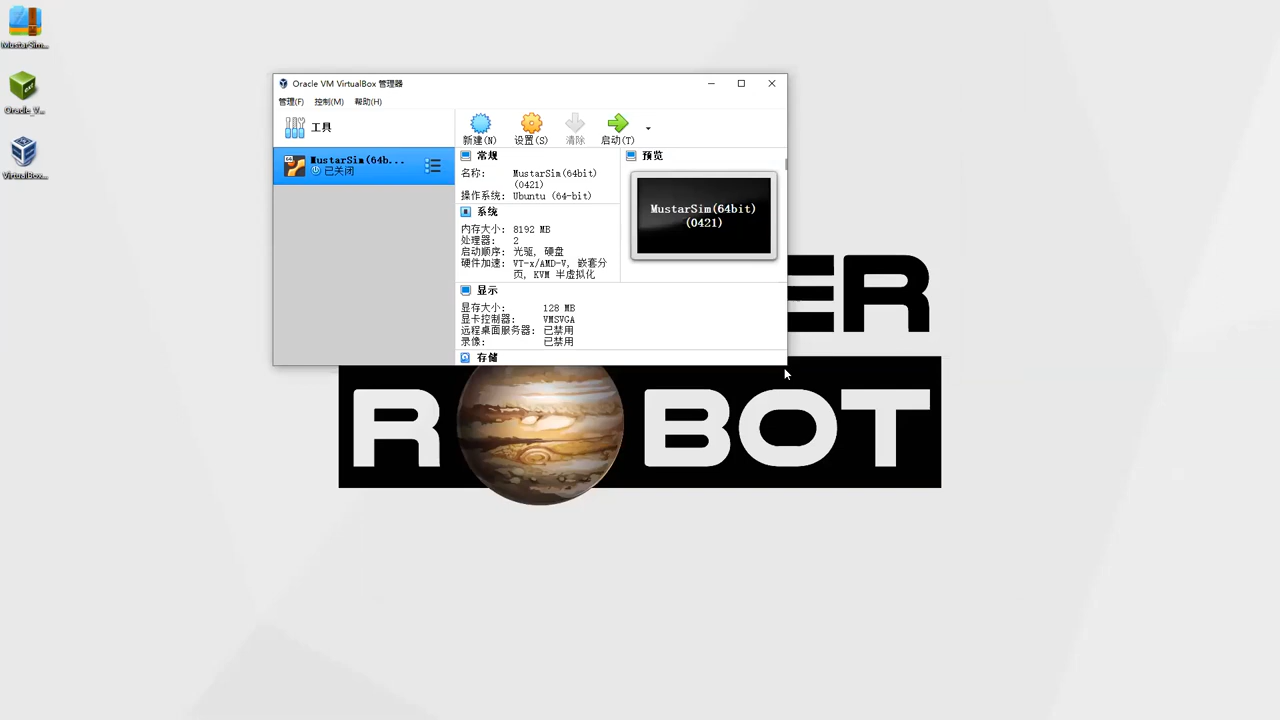 MustarSim...
Oracle_V...
VirtualBox...
Oracle VM VirtualBox 管理器
管理(F) 控制(M) 帮助(H)
工具
新建(N) 设置(S) 清除 启动(T)
MustarSim(64b...
已关闭
常规
名称: MustarSim(64bit)
(0421)
操作系统: Ubuntu (64-bit)
系统
内存大小: 8192 MB
处理器: 2
启动顺序: 光驱, 硬盘
硬件加速: VT-x/AMD-V, 嵌套分
页, KVM 半虚拟化
预览
MustarSim(64bit)
(0421)
显示
显存大小: 128 MB
显卡控制器: VMSVGA
远程桌面服务器: 已禁用
录像: 已禁用
存储
ER
R BOT